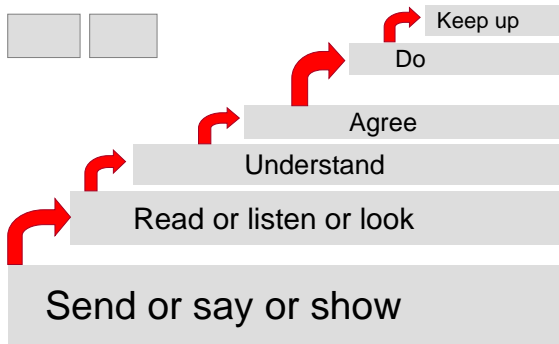 Keep up
Do
Agree
Understand
Read or listen or look
Send or say or show